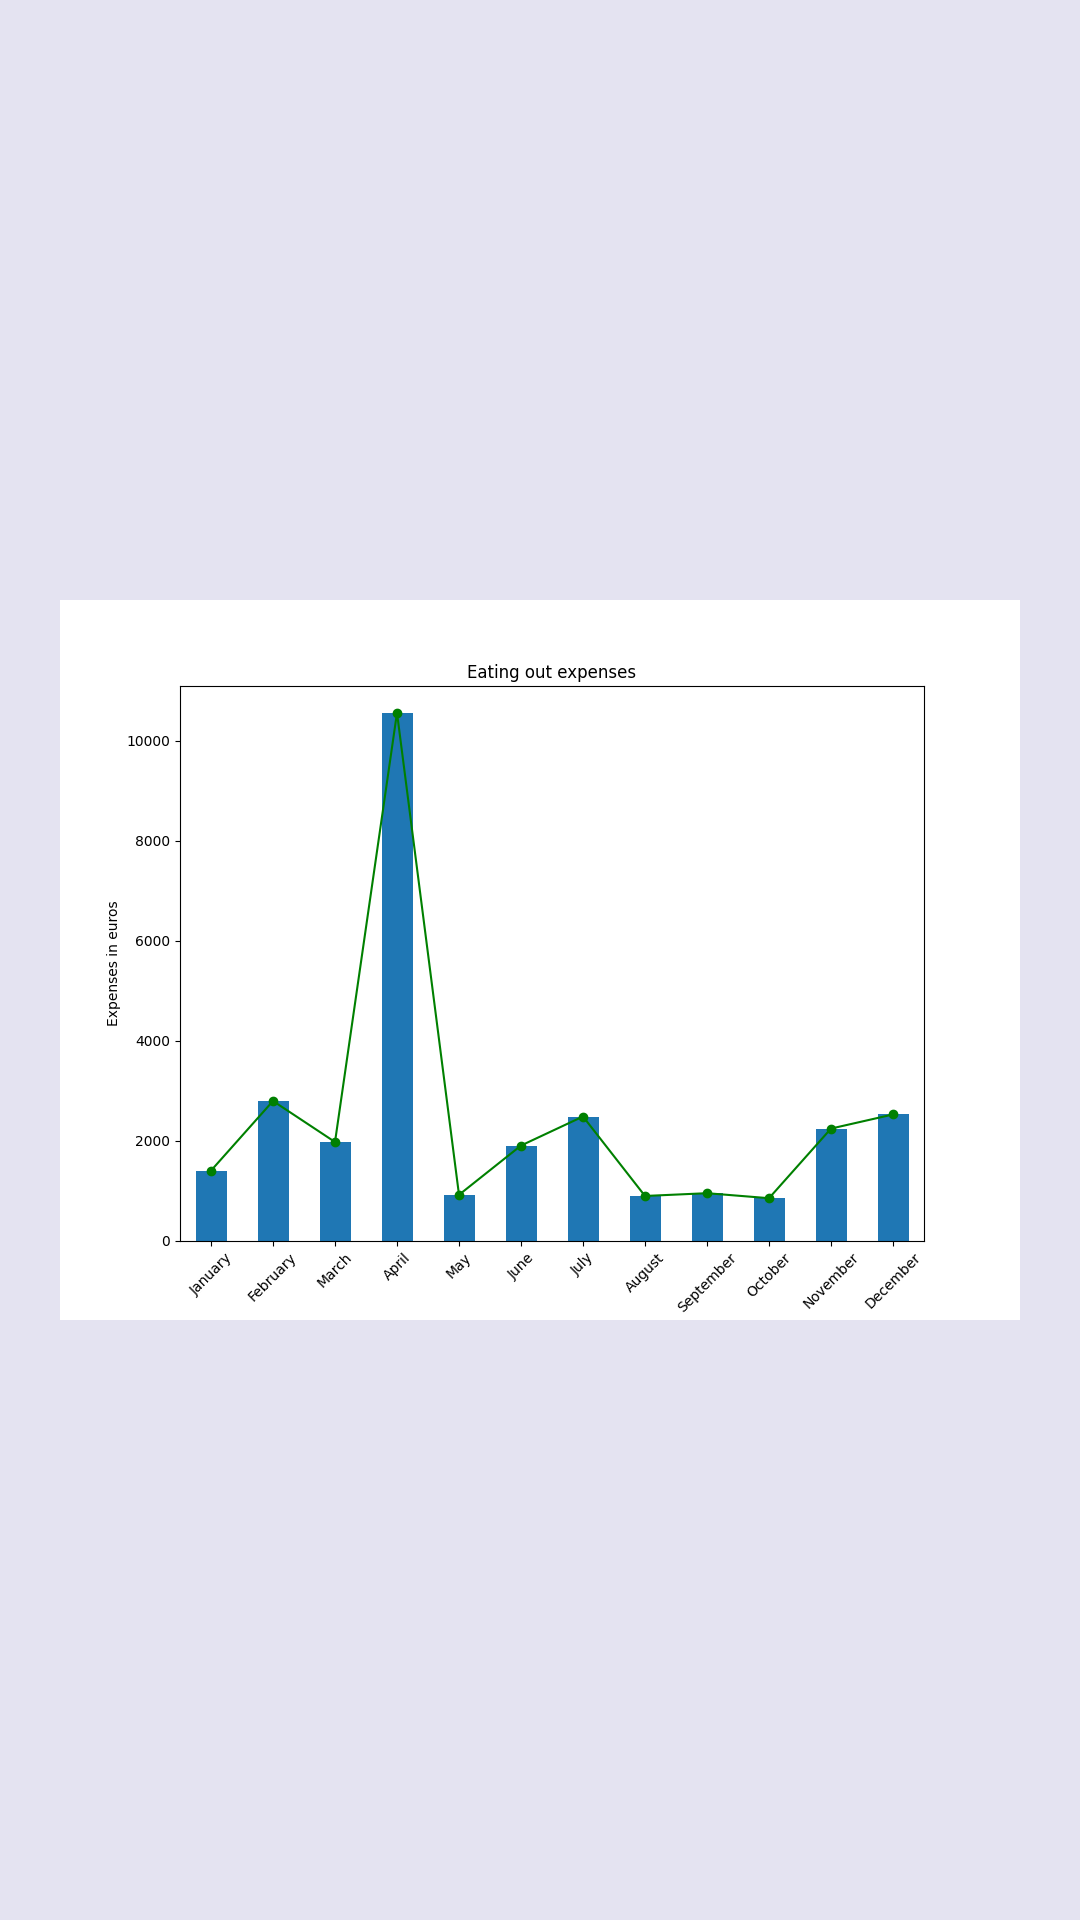 Eating out expenses
10000
8000
6000
4000
2000
0
Expenses in euros
January
February
March
April
May
June
July
August
September
October
November
December